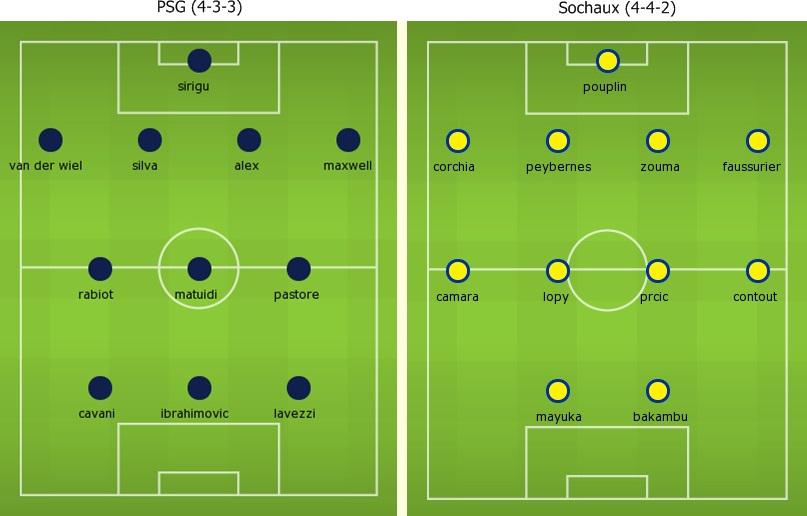 PSG (4-3-3)
sirigu
van der wiel silva alex maxwell
rabiot matuidi pastore
cavani ibrahimovic lavezzi
Sochaux (4-4-2)
pouplin
corchia peybernes zouma faussurier
camara lopy prcic contout
mayuka bakambu